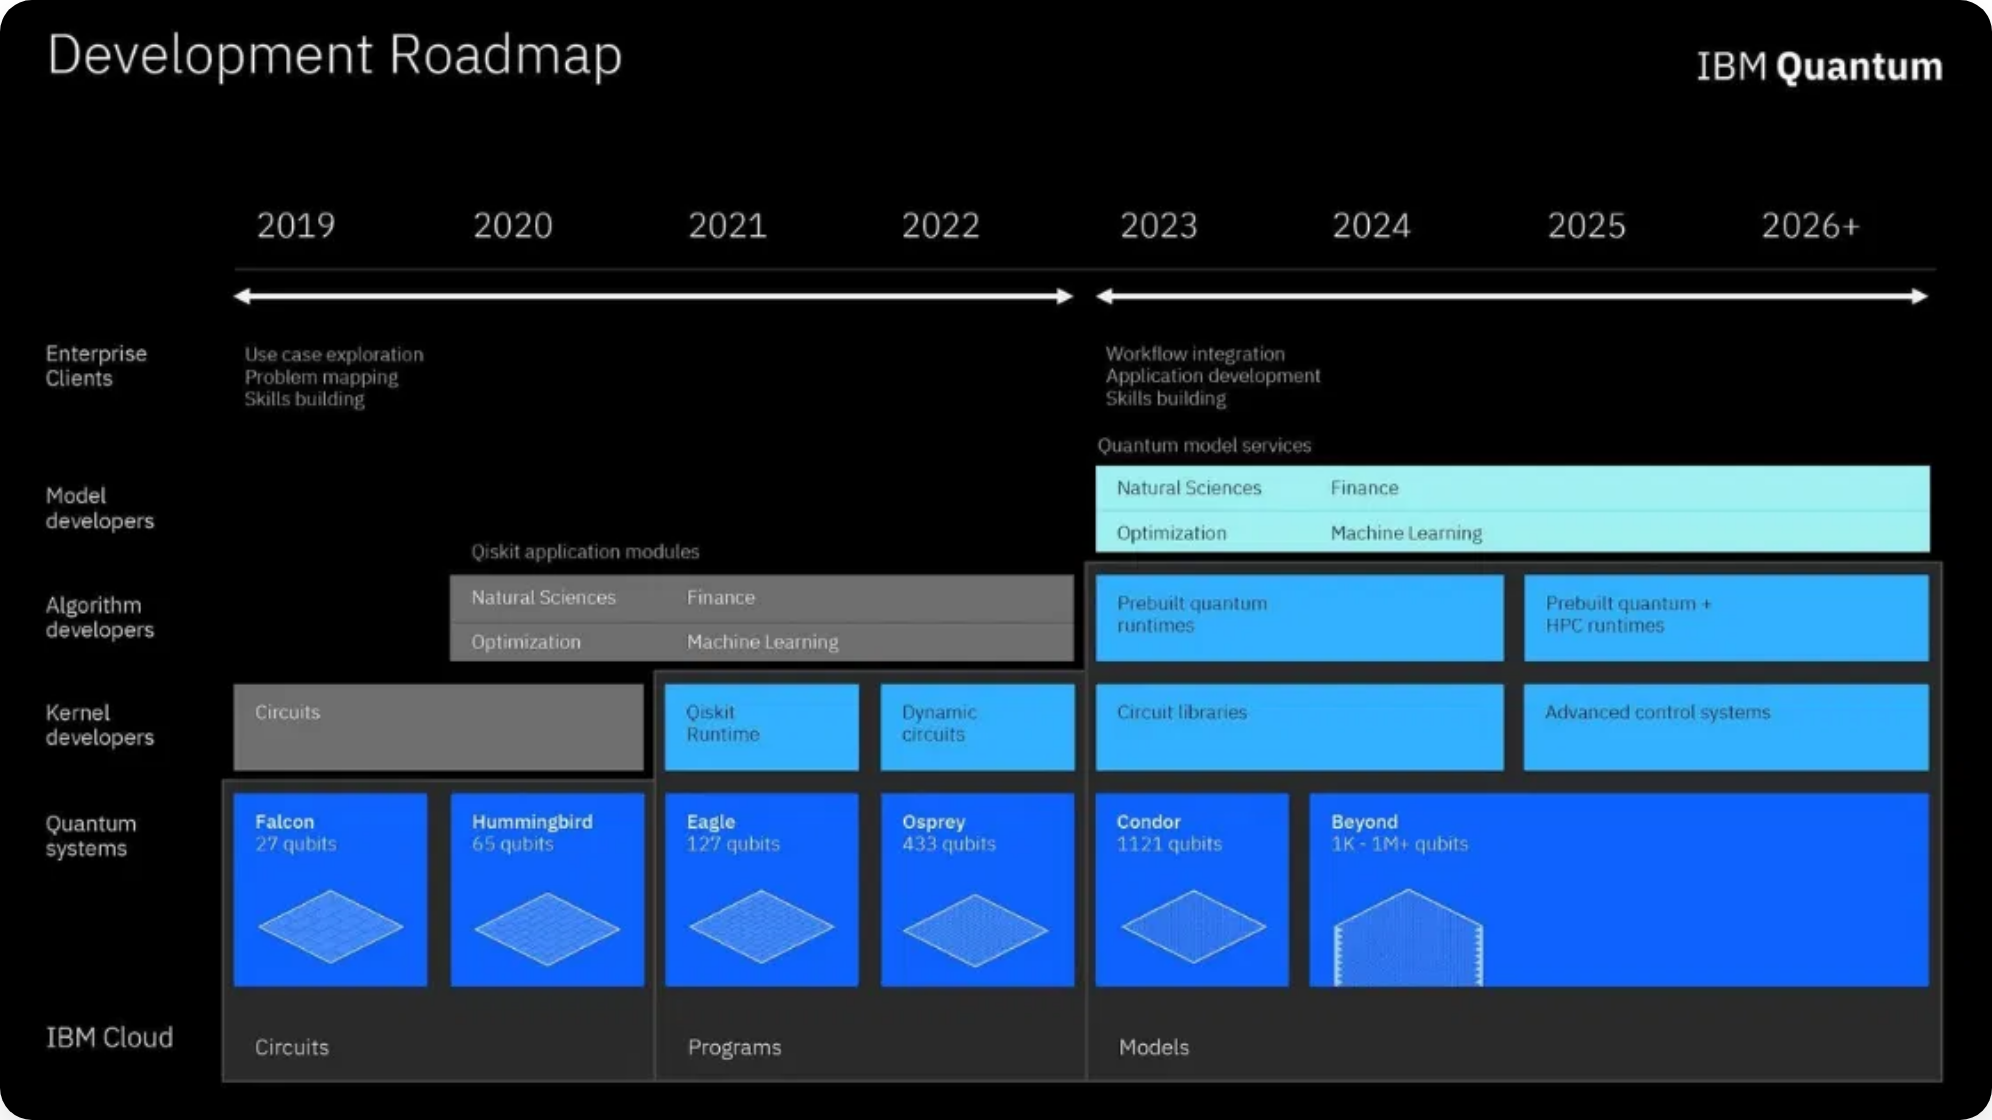 Development Roadmap
IBM Quantum
2019 2020 2021 2022 2023 2024 2025 2026+
Enterprise
Clients
Use case exploration
Problem mapping
Skills building
Workflow integration
Application development
Skills building
Model
developers
Quantum model services
Natural Sciences Finance
Optimization Machine Learning
Algorithm
developers
Qiskit application modules
Natural Sciences Finance
Optimization Machine Learning
Prebuilt quantum
runtimes
Prebuilt quantum +
HPC runtimes
Kernel
developers
Circuits
Qiskit
Runtime
Dynamic
circuits
Circuit libraries
Advanced control systems
Quantum
systems
Falcon
27 qubits
Hummingbird
65 qubits
Eagle
127 qubits
Osprey
433 qubits
Condor
1121 qubits
Beyond
1K - 1M+ qubits
IBM Cloud
Circuits
Programs
Models